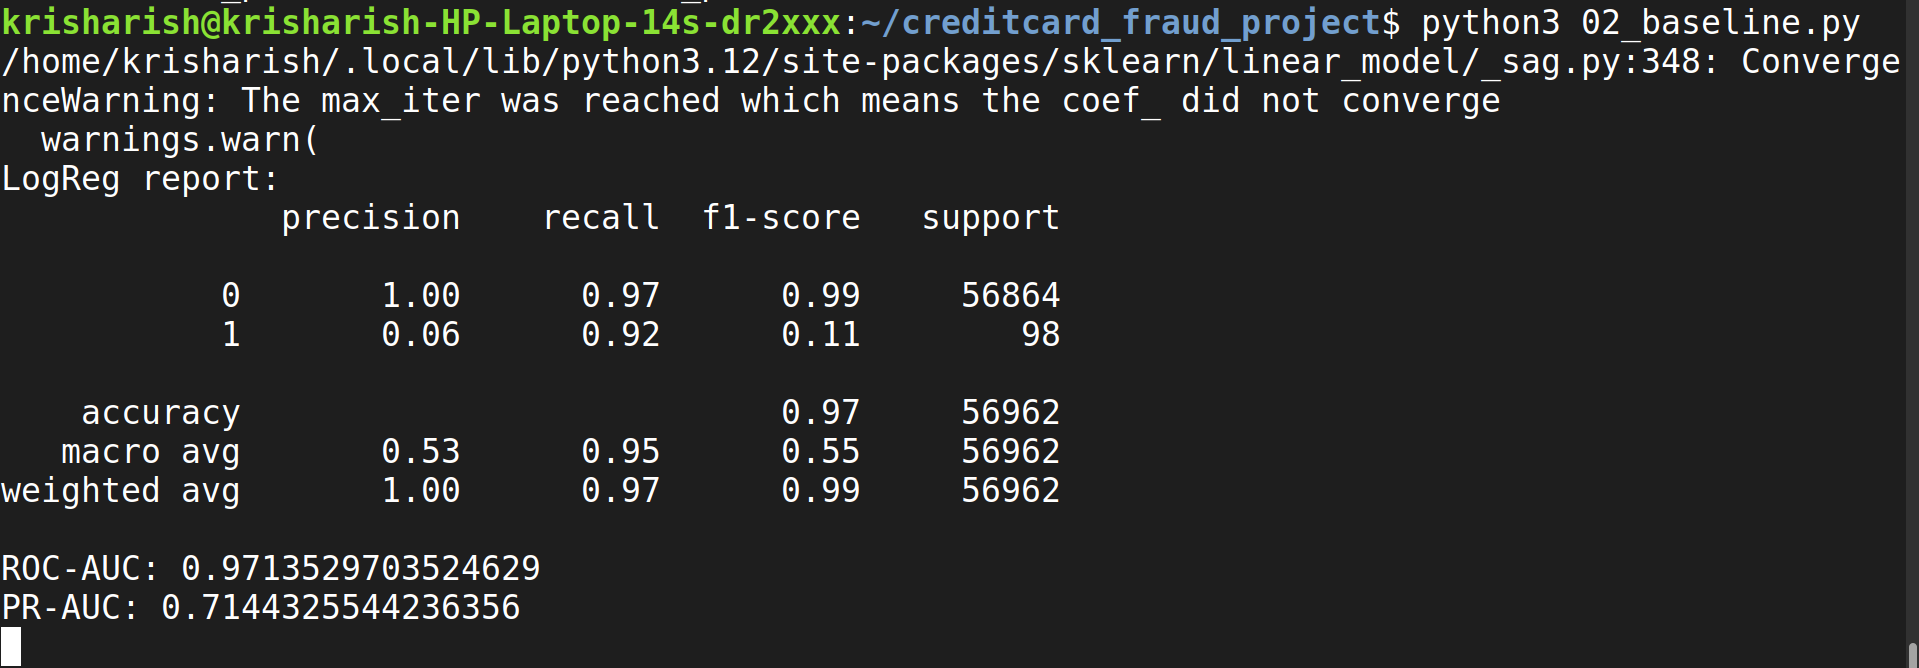 krisharish@krisharish-HP-Laptop-14s-dr2xxx:~/creditcard_fraud_project$ python3 02_baseline.py
/home/krisharish/.local/lib/python3.12/site-packages/sklearn/linear_model/_sag.py:348: Converge
nceWarning: The max_iter was reached which means the coef_ did not converge
  warnings.warn(
LogReg report:
              precision    recall  f1-score   support
           0       1.00      0.97      0.99     56864
           1       0.06      0.92      0.11        98
    accuracy                           0.97     56962
   macro avg       0.53      0.95      0.55     56962
weighted avg       1.00      0.97      0.99     56962
ROC-AUC: 0.9713529703524629
PR-AUC: 0.7144325544236356